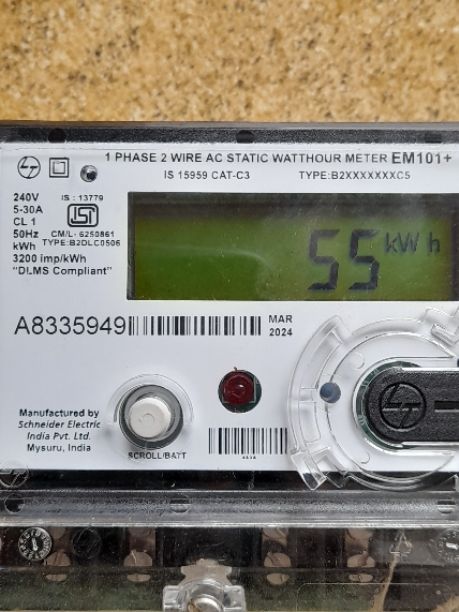 1 PHASE 2 WIRE AC STATIC WATTHOUR METER EM101+
IS 15959 CAT-C3 TYPE:B2XXXXXXXC5
240V IS : 13779
5-30A
CL 1
50Hz CM/L- 6250861
kWh TYPE:B2DLC0506
3200 imp/kWh
"DLMS Compliant"
55 kWh
A8335949
MAR
2024
Manufactured by
Schneider Electric
India Pvt. Ltd.
Mysuru, India
SCROLL/BATT